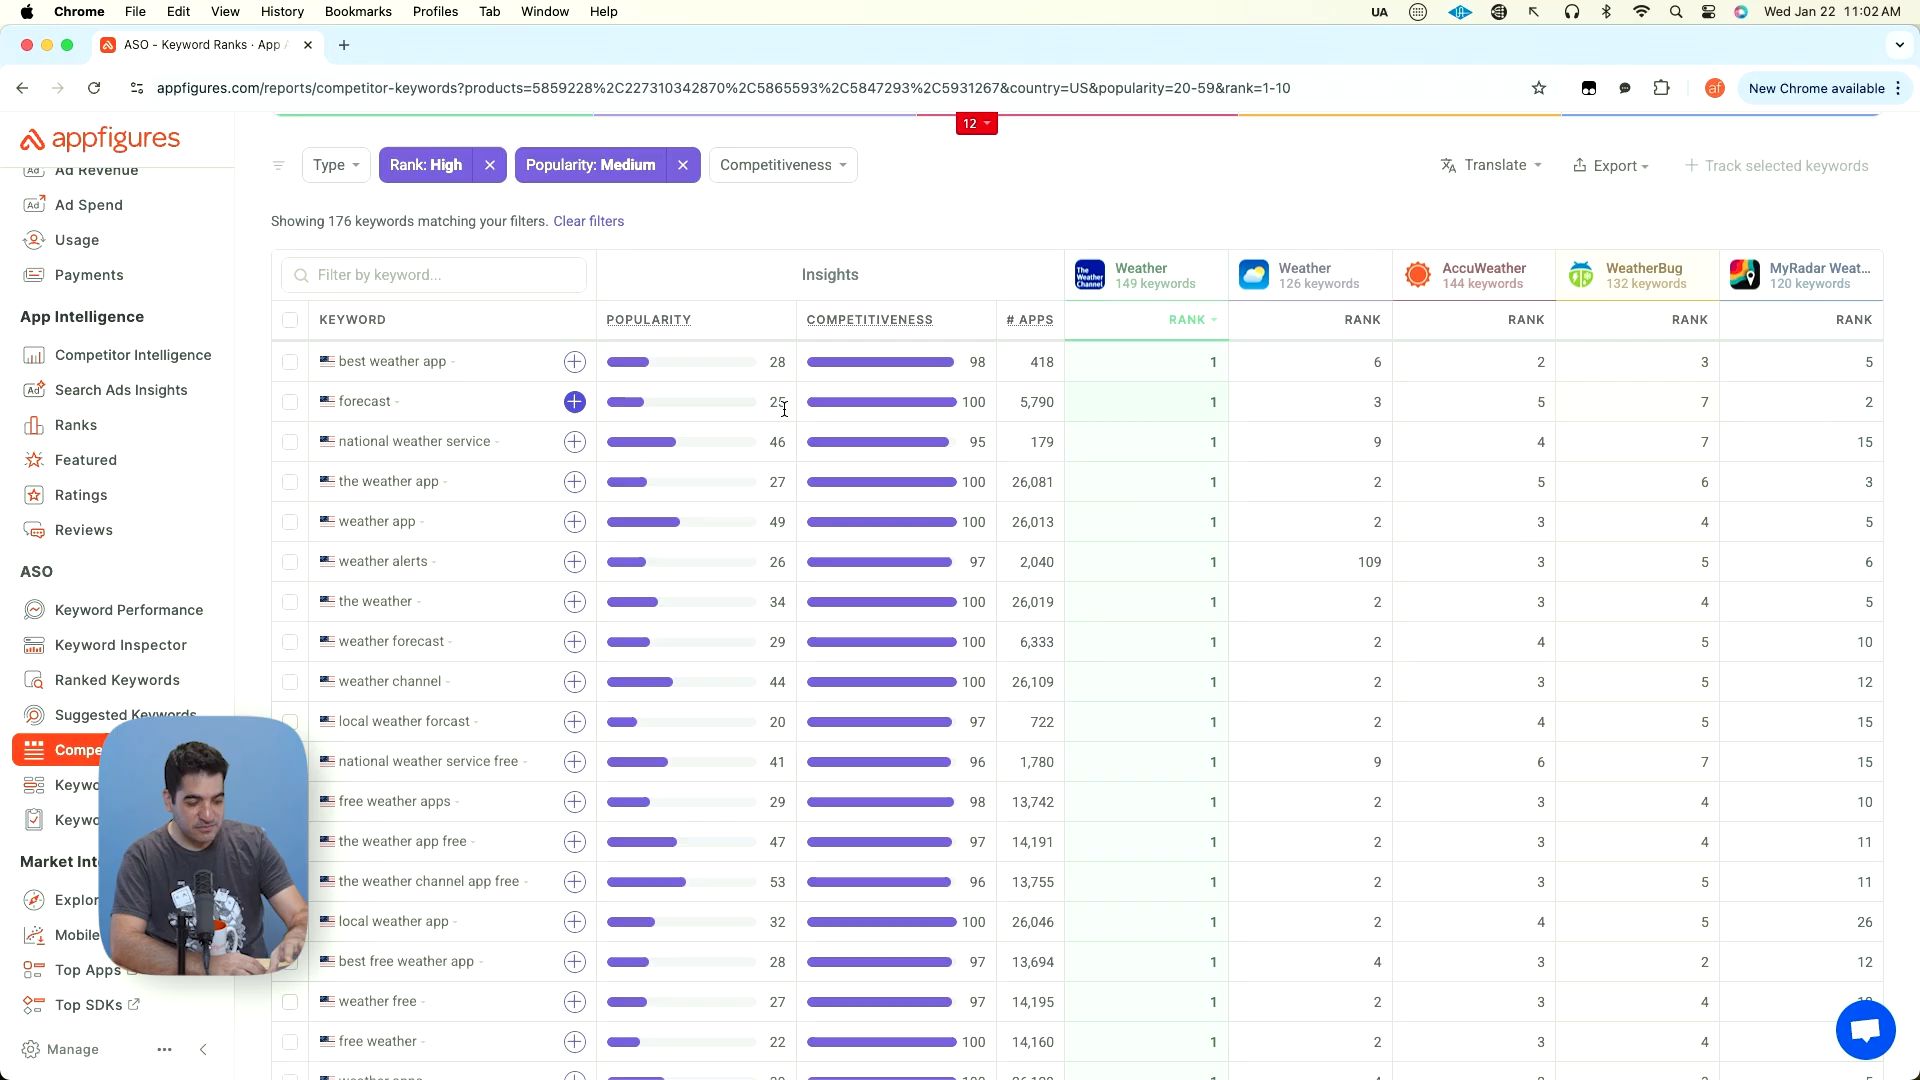 Chrome File Edit View History Bookmarks Profiles Tab Window Help UA Wed Jan 22 11:02 AM
ASO - Keyword Ranks · App
appfigures.com/reports/competitor-keywords?products=5859228%2C227310342870%2C5865593%2C5847293%2C5931267&country=US&popularity=20-59&rank=1-10 af New Chrome available
appfigures
Ad Revenue
Ad Spend
Usage
Payments
App Intelligence
Competitor Intelligence
Search Ads Insights
Ranks
Featured
Ratings
Reviews
ASO
Keyword Performance
Keyword Inspector
Ranked Keywords
Suggested Keywords
Compe
Keywo
Keywo
Market Int
Explor
Mobile
Top Apps
Top SDKs
Manage
12
Type Rank: High Popularity: Medium Competitiveness Translate Export Track selected keywords
Showing 176 keywords matching your filters. Clear filters
Filter by keyword... Insights The Weather Channel Weather 149 keywords Weather 126 keywords AccuWeather 144 keywords WeatherBug 132 keywords MyRadar Weat... 120 keywords
KEYWORD POPULARITY COMPETITIVENESS # APPS RANK RANK RANK RANK RANK
best weather app 28 98 418 1 6 2 3 5
forecast 25 100 5,790 1 3 5 7 2
national weather service 46 95 179 1 9 4 7 15
the weather app 27 100 26,081 1 2 5 6 3
weather app 49 100 26,013 1 2 3 4 5
weather alerts 26 97 2,040 1 109 3 5 6
the weather 34 100 26,019 1 2 3 4 5
weather forecast 29 100 6,333 1 2 4 5 10
weather channel 44 100 26,109 1 2 3 5 12
local weather forcast 20 97 722 1 2 4 5 15
national weather service free 41 96 1,780 1 9 6 7 15
free weather apps 29 98 13,742 1 2 3 4 10
the weather app free 47 97 14,191 1 2 3 4 11
the weather channel app free 53 96 13,755 1 2 3 5 11
local weather app 32 100 26,046 1 2 4 5 26
best free weather app 28 97 13,694 1 4 3 2 12
weather free 27 97 14,195 1 2 3 4
free weather 22 100 14,160 1 2 3 4